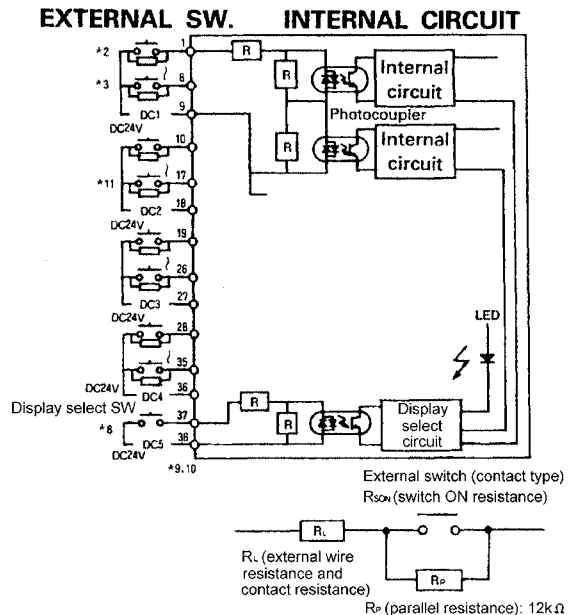 EXTERNAL SW. INTERNAL CIRCUIT
*2
1
R
R
Internal
circuit
*3
8
DC1
9
DC24V
Photocoupier
10
R
Internal
circuit
*11
17
DC2
18
DC24V
19
26
DC3
27
DC24V
28
LED
35
DC24V
DC4
36
Display select SW
*8
37
R
R
Display
select
circuit
DC5
38
DC24V
*9.10
External switch (contact type)
RSON (switch ON resistance)
RL
RL (external wire
resistance and
contact resistance)
RP
RP (parallel resistance): 12kΩ